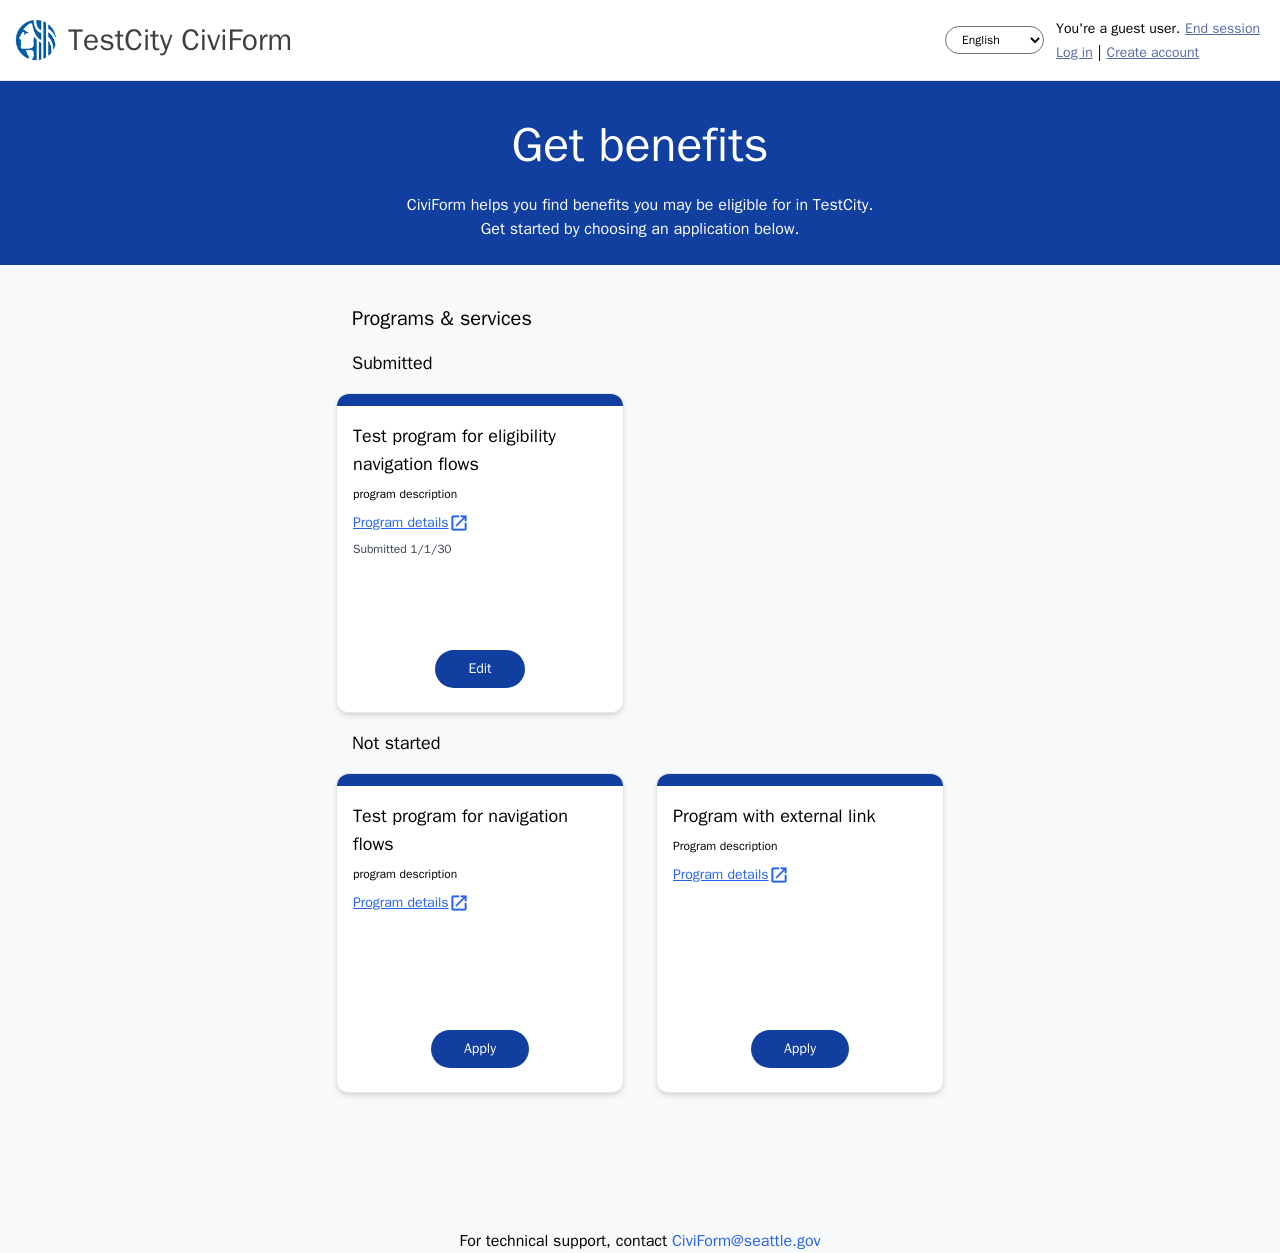 TestCity CiviForm
English
You're a guest user. End session
Log in | Create account
Get benefits
CiviForm helps you find benefits you may be eligible for in TestCity.
Get started by choosing an application below.
Programs & services
Submitted
Test program for eligibility
navigation flows
program description
Program details
Submitted 1/1/30
Edit
Not started
Test program for navigation
flows
program description
Program details
Apply
Program with external link
Program description
Program details
Apply
For technical support, contact CiviForm@seattle.gov